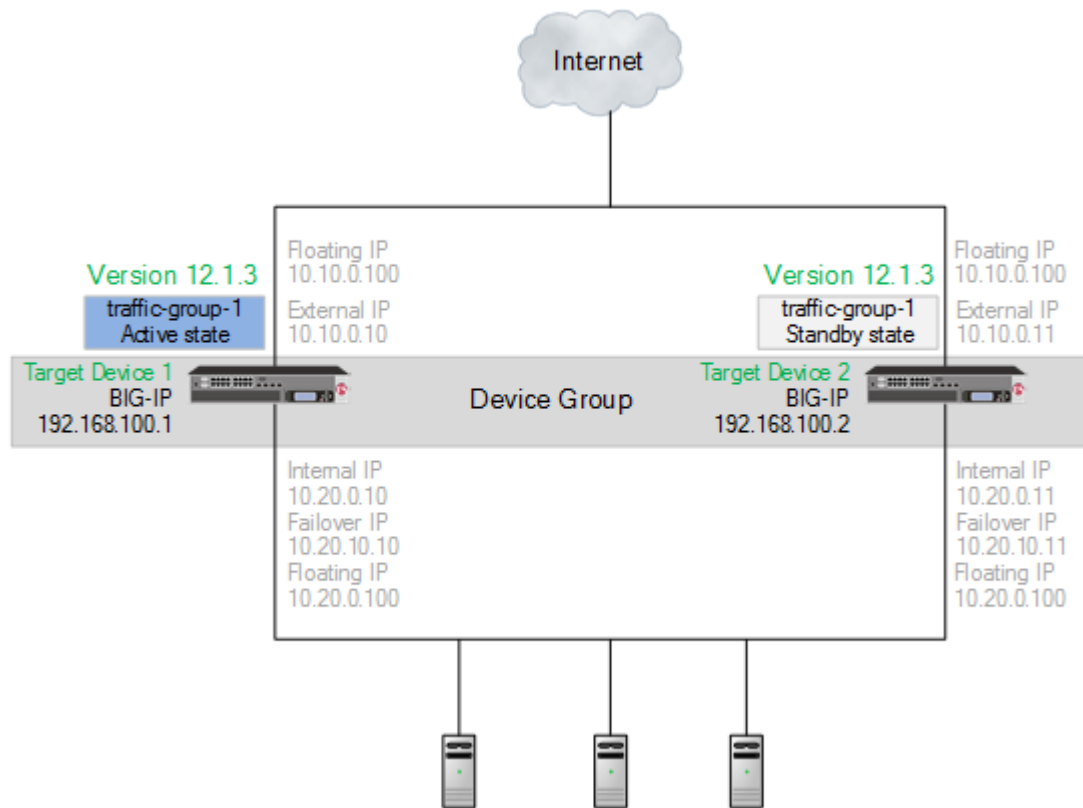 Internet
Floating IP
10.10.0.100
Version 12.1.3
traffic-group-1
Active state
External IP
10.10.0.10
Floating IP
10.10.0.100
Version 12.1.3
traffic-group-1
Standby state
External IP
10.10.0.11
Target Device 1
BIG-IP
192.168.100.1
Device Group
Target Device 2
BIG-IP
192.168.100.2
Internal IP
10.20.0.10
Failover IP
10.20.10.10
Floating IP
10.20.0.100
Internal IP
10.20.0.11
Failover IP
10.20.10.11
Floating IP
10.20.0.100